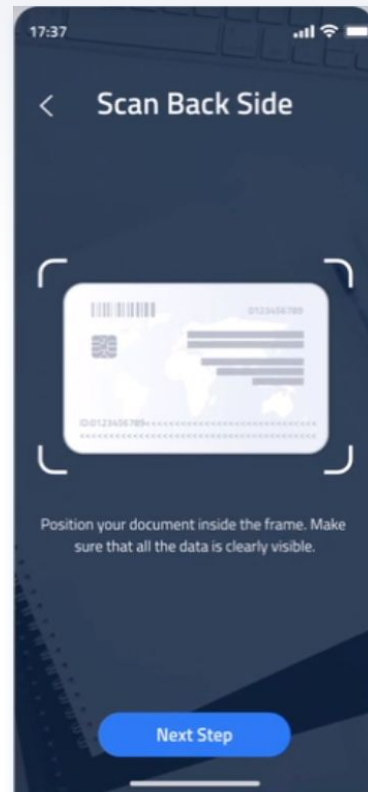 17:37
Scan Back Side
0123456789
ID:0123456789<<<<<<<<<<<<<<<<<<<<<<<<<<<<<
<<<<<<<<<<<<<<<<<<<<<<<<<<<<<<<<<<<<<<<<
Position your document inside the frame. Make
sure that all the data is clearly visible.
Next Step